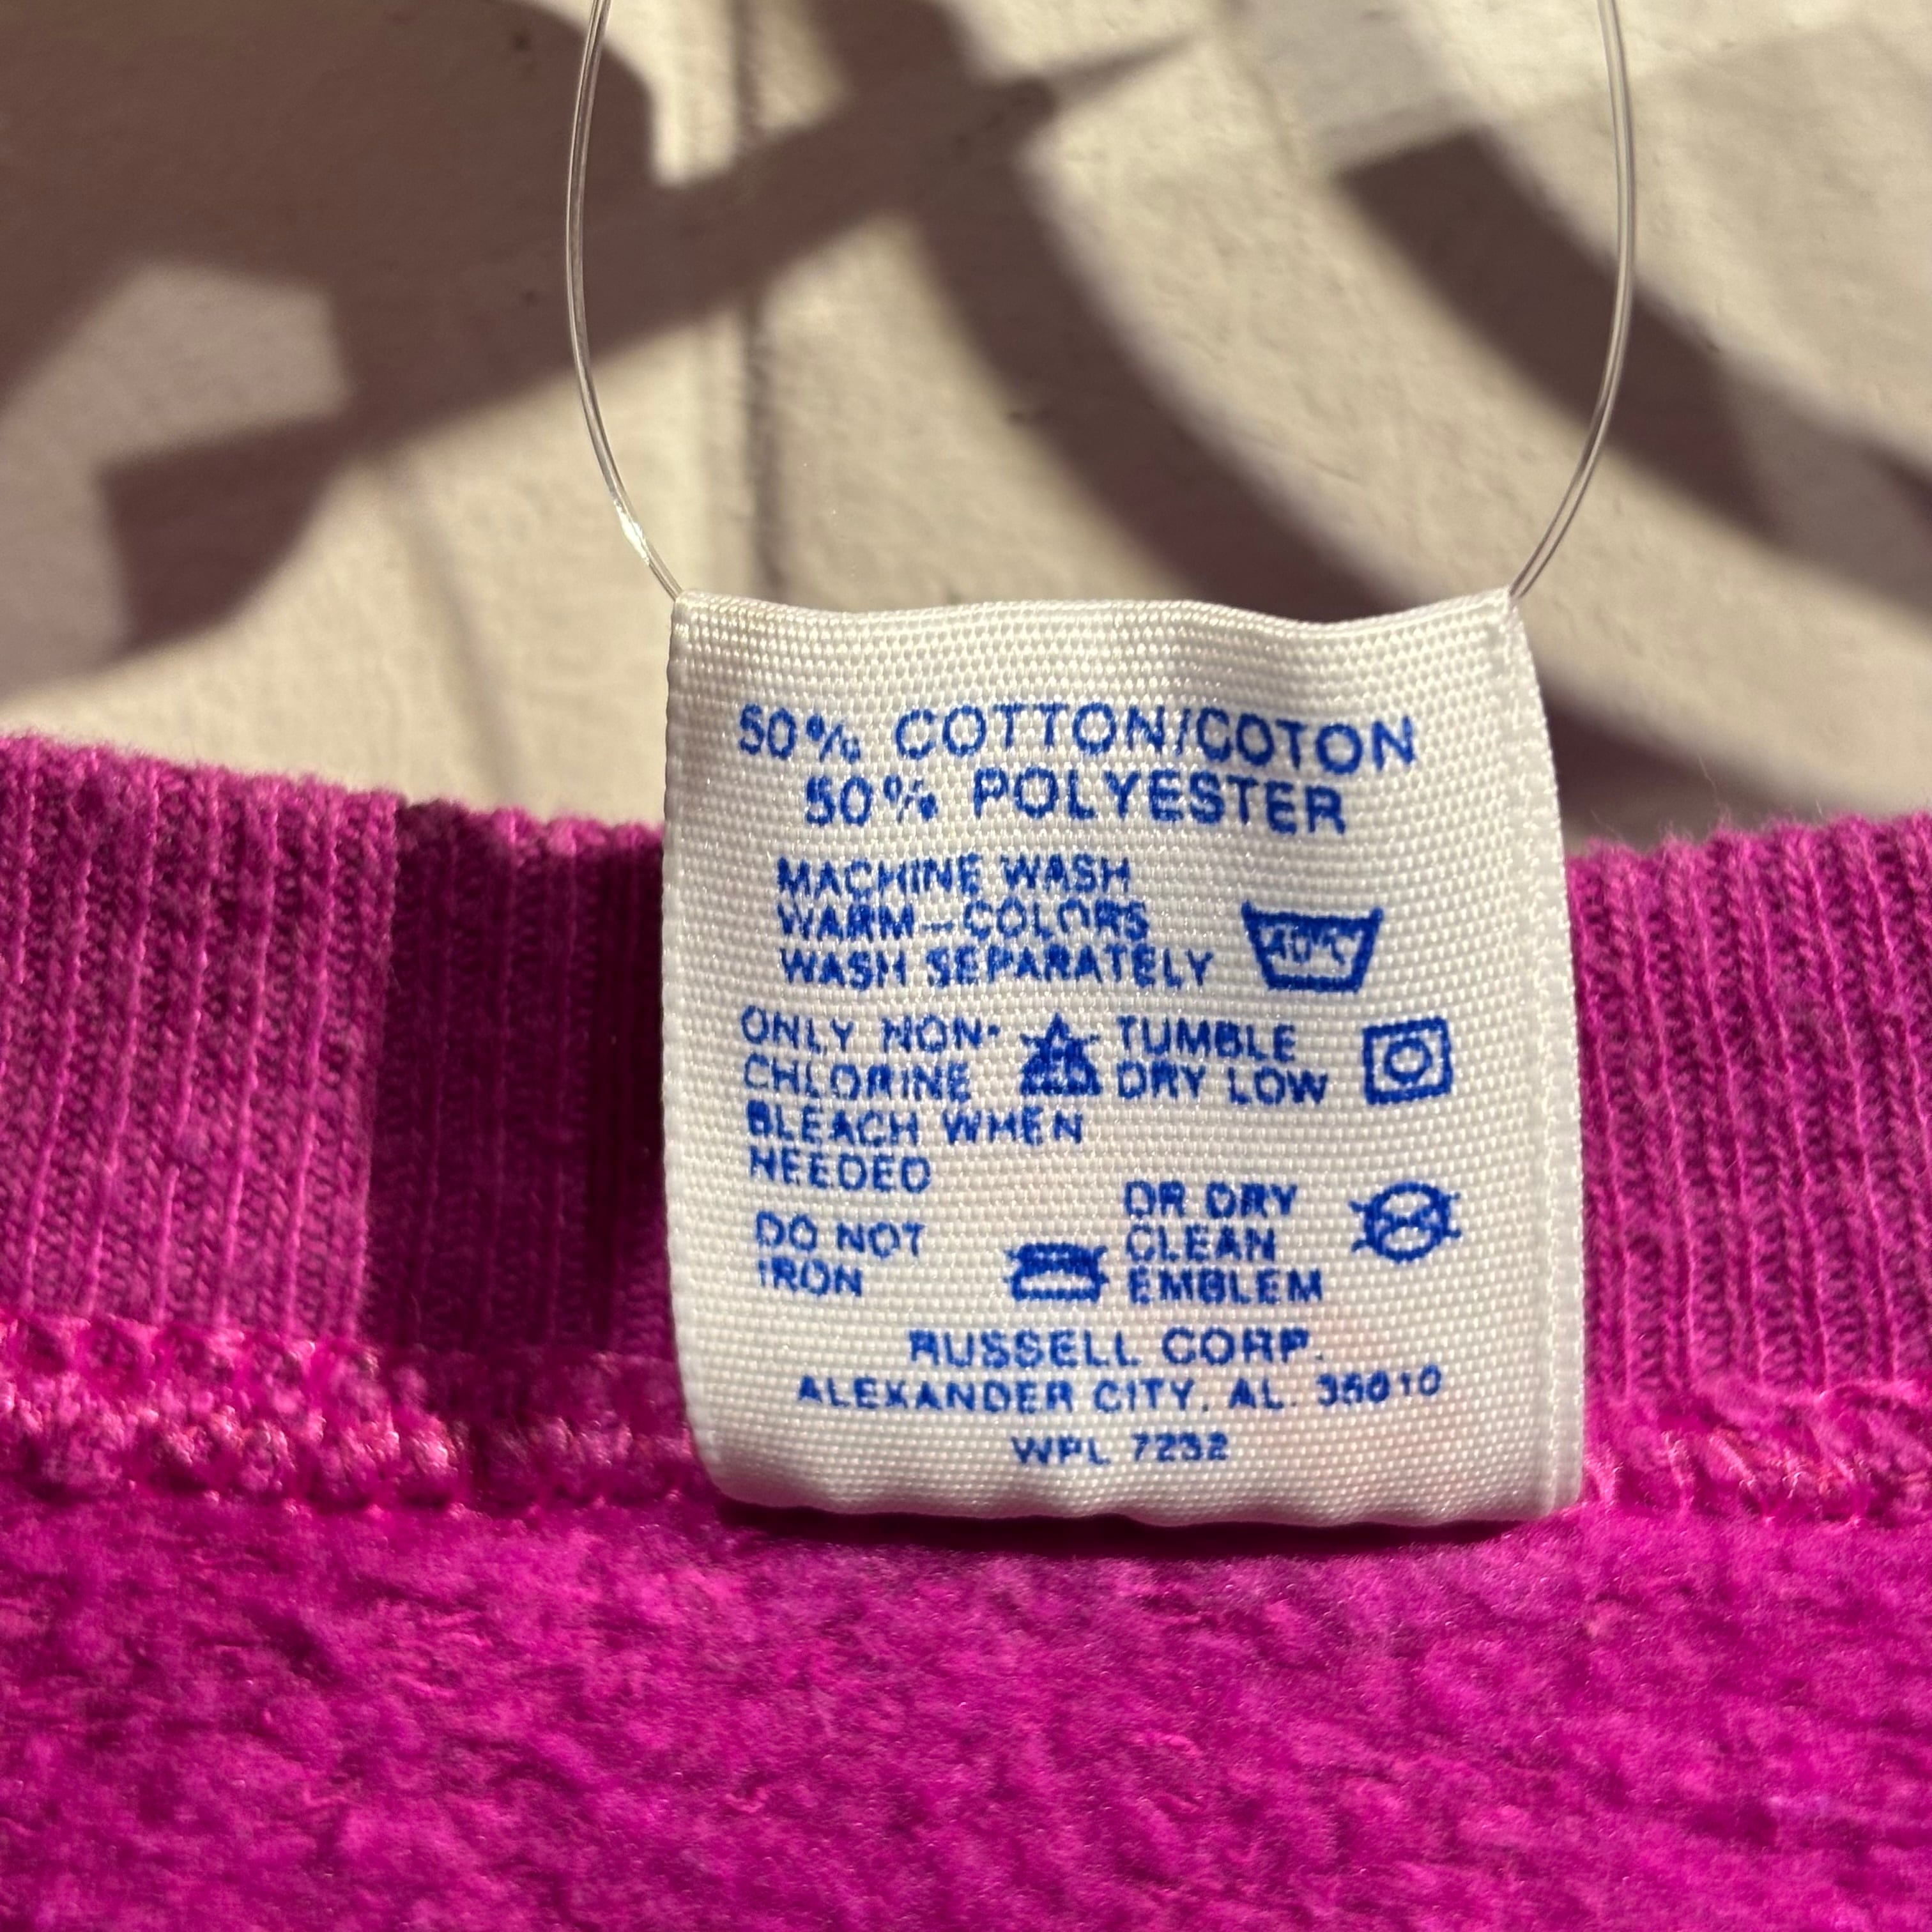 50% COTTON/COTON
50% POLYESTER
MACHINE WASH
WARM-COLORS
WASH SEPARATELY
40°C
ONLY NON-
CHLORINE
BLEACH WHEN
NEEDED
TUMBLE
DRY LOW
DO NOT
IRON
OR DRY
CLEAN
EMBLEM
RUSSELL CORP.
ALEXANDER CITY, AL. 35010
WPL 7232